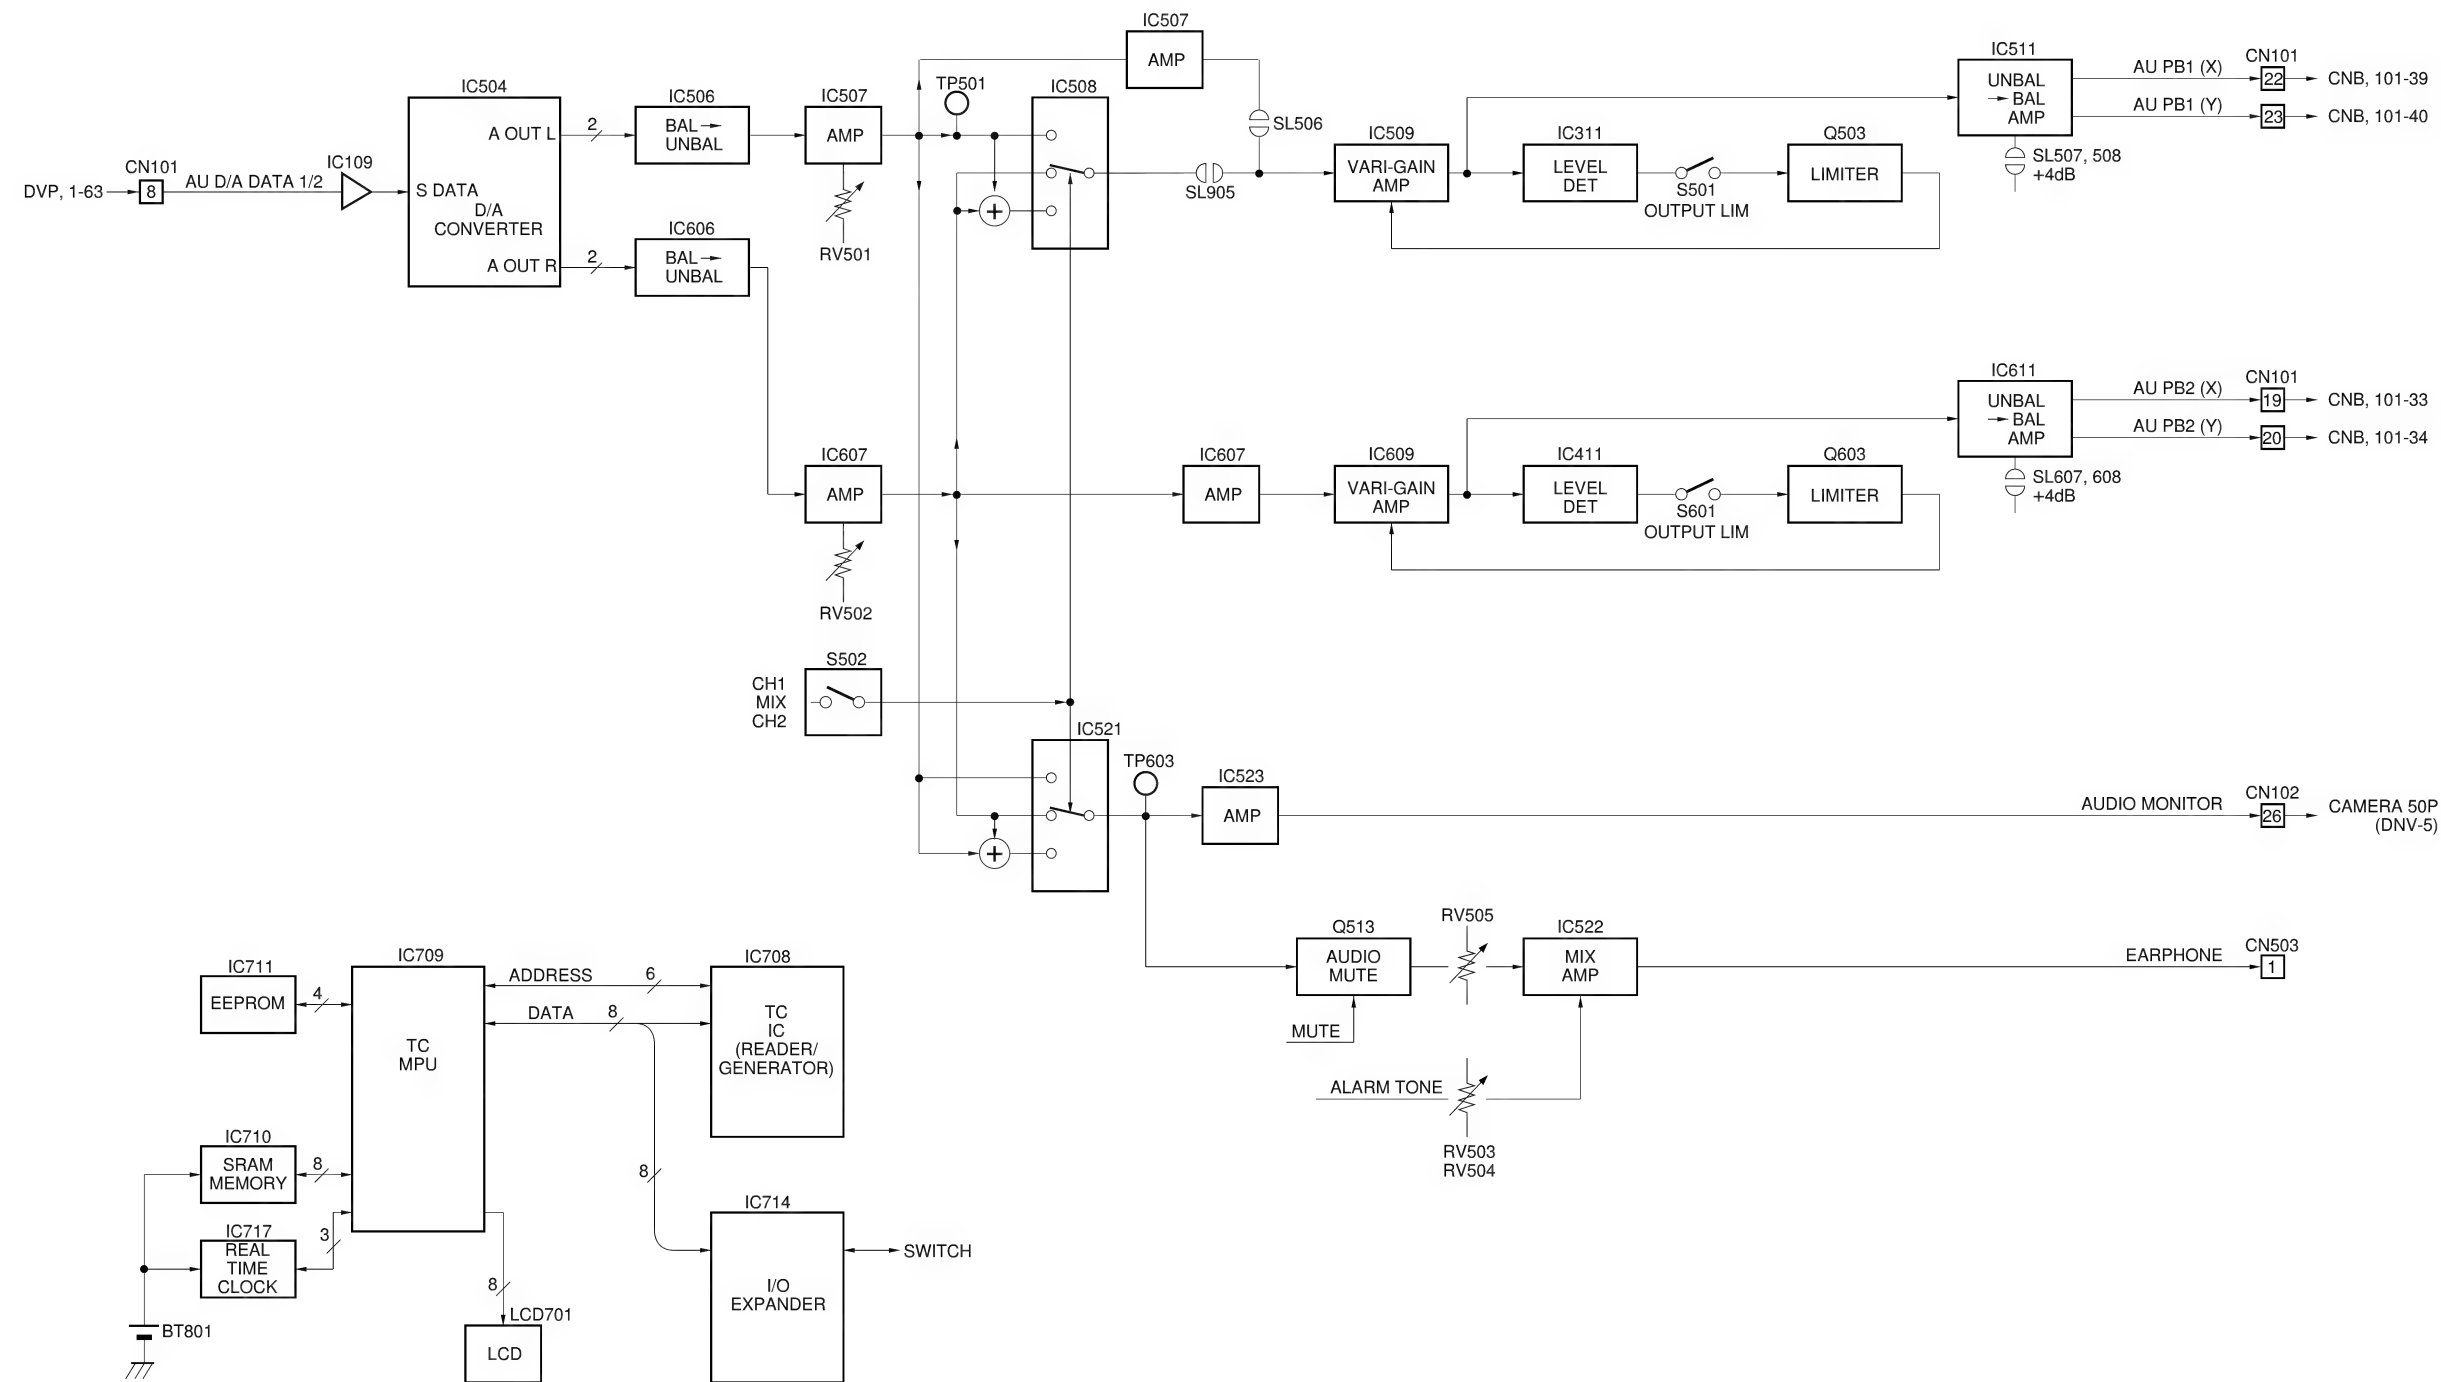 IC507
AMP
IC511
UNBAL
BAL
AMP
SL507, 508
+4dB
AU PB1 (X)
AU PB1 (Y)
CN101
22
23
CNB, 101-39
CNB, 101-40
IC504
A OUT L
S DATA
D/A
CONVERTER
A OUT R
2
2
IC506
BAL
UNBAL
IC507
AMP
RV501
TP501
IC508
SL506
SL905
IC509
VARI-GAIN
AMP
IC311
LEVEL
DET
S501
OUTPUT LIM
Q503
LIMITER
DVP, 1-63
CN101
8
AU D/A DATA 1/2
IC109
IC606
BAL
UNBAL
IC611
UNBAL
BAL
AMP
SL607, 608
+4dB
AU PB2 (X)
AU PB2 (Y)
CN101
19
20
CNB, 101-33
CNB, 101-34
IC607
AMP
RV502
IC607
AMP
IC609
VARI-GAIN
AMP
IC411
LEVEL
DET
S601
OUTPUT LIM
Q603
LIMITER
S502
CH1
MIX
CH2
IC521
TP603
IC523
AMP
AUDIO MONITOR
CN102
26
CAMERA 50P
(DNV-5)
Q513
AUDIO
MUTE
MUTE
RV505
IC522
MIX
AMP
EARPHONE
CN503
1
ALARM TONE
RV503
RV504
IC711
EEPROM
4
IC709
TC
MPU
ADDRESS
6
DATA
8
IC708
TC
IC
(READER/
GENERATOR)
IC710
SRAM
MEMORY
8
8
IC717
REAL
TIME
CLOCK
3
IC714
I/O
EXPANDER
SWITCH
8
BT801
LCD701
LCD